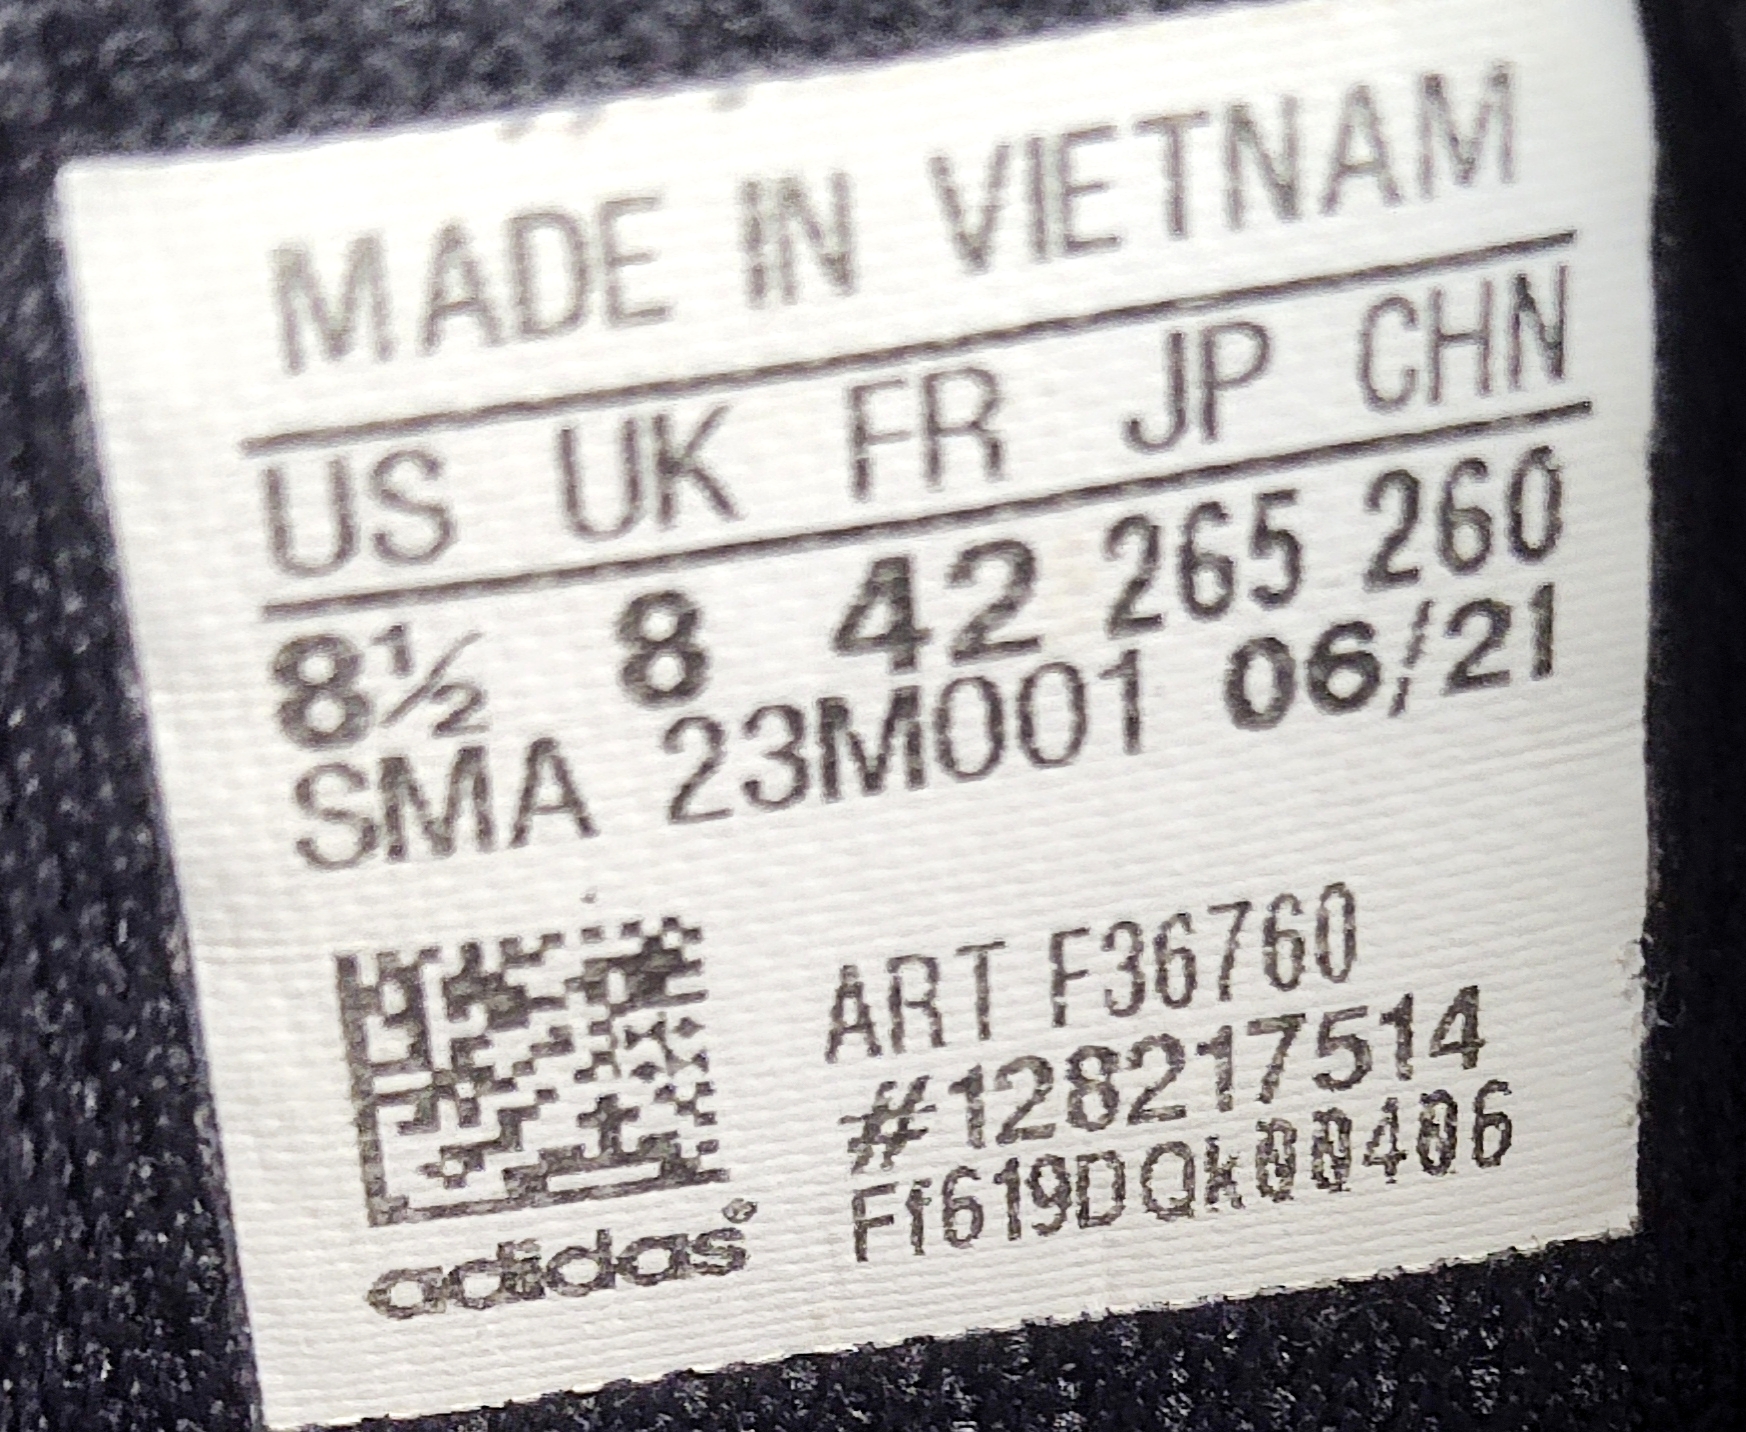 MADE IN VIETNAM
US UK FR JP CHN
8½ 8 42 265 260
SMA 23M001 06/21
ART F36760
#128217514
adidas®